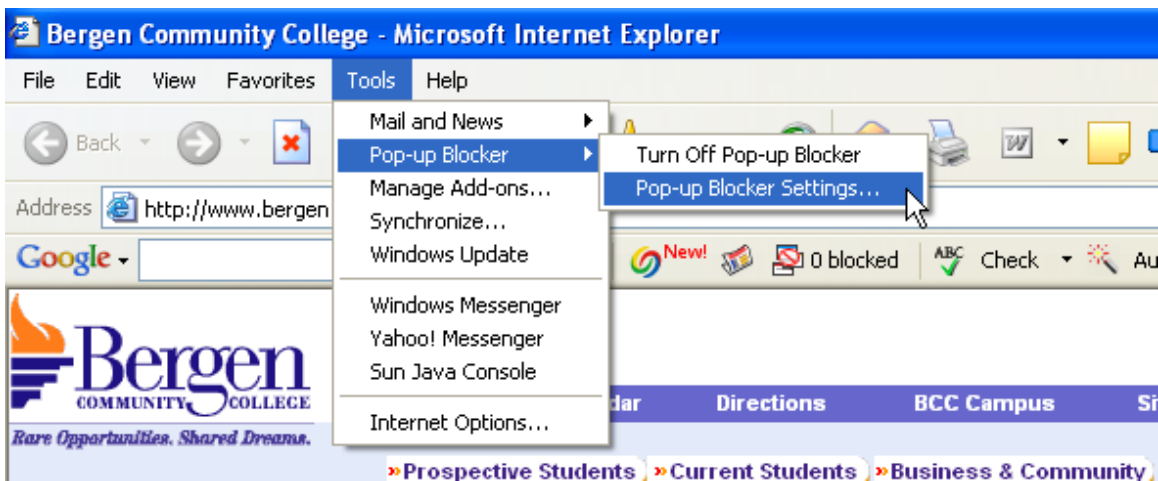 Bergen Community College - Microsoft Internet Explorer
File Edit View Favorites Tools Help
Back
Mail and News
Pop-up Blocker
Manage Add-ons...
Synchronize...
Windows Update
Windows Messenger
Yahoo! Messenger
Sun Java Console
Internet Options...
Turn Off Pop-up Blocker
Pop-up Blocker Settings...
W
Address http://www.bergen
Google New! 0 blocked ABC Check Au
Bergen
COMMUNITY COLLEGE
Rare Opportunities. Shared Dreams.
dar Directions BCC Campus Si
»Prospective Students »Current Students »Business & Community